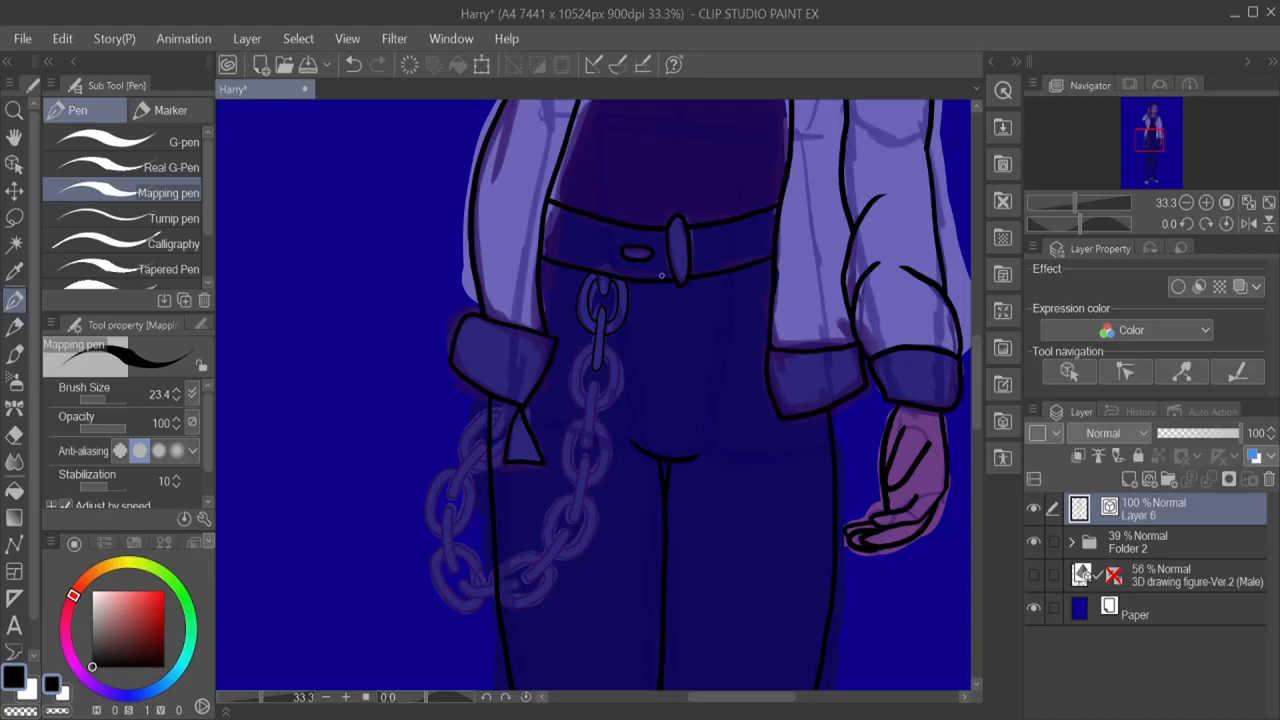 Harry* (A4 7441 x 10524px 900dpi 33.3%) - CLIP STUDIO PAINT EX
File Edit Story(P) Animation Layer Select View Filter Window Help
Sub Tool [Pen]
Harry*
Navigator
Pen Marker
G-pen
Real G-Pen
Mapping pen
Turnip pen
Calligraphy
Tapered Pen
33.3
0.0
Layer Property
Effect
Expression color
Color
Tool navigation
Tool property [Mappin
Mapping pen
Brush Size 23.4
Opacity 100
Anti-aliasing
Stabilization 10
Adjust by speed
Layer History Auto Action
Normal 100
100 % Normal
Layer 6
39 % Normal
Folder 2
56 % Normal
3D drawing figure-Ver.2 (Male)
Paper
H 0 S 1 V 0
33.3 0.0